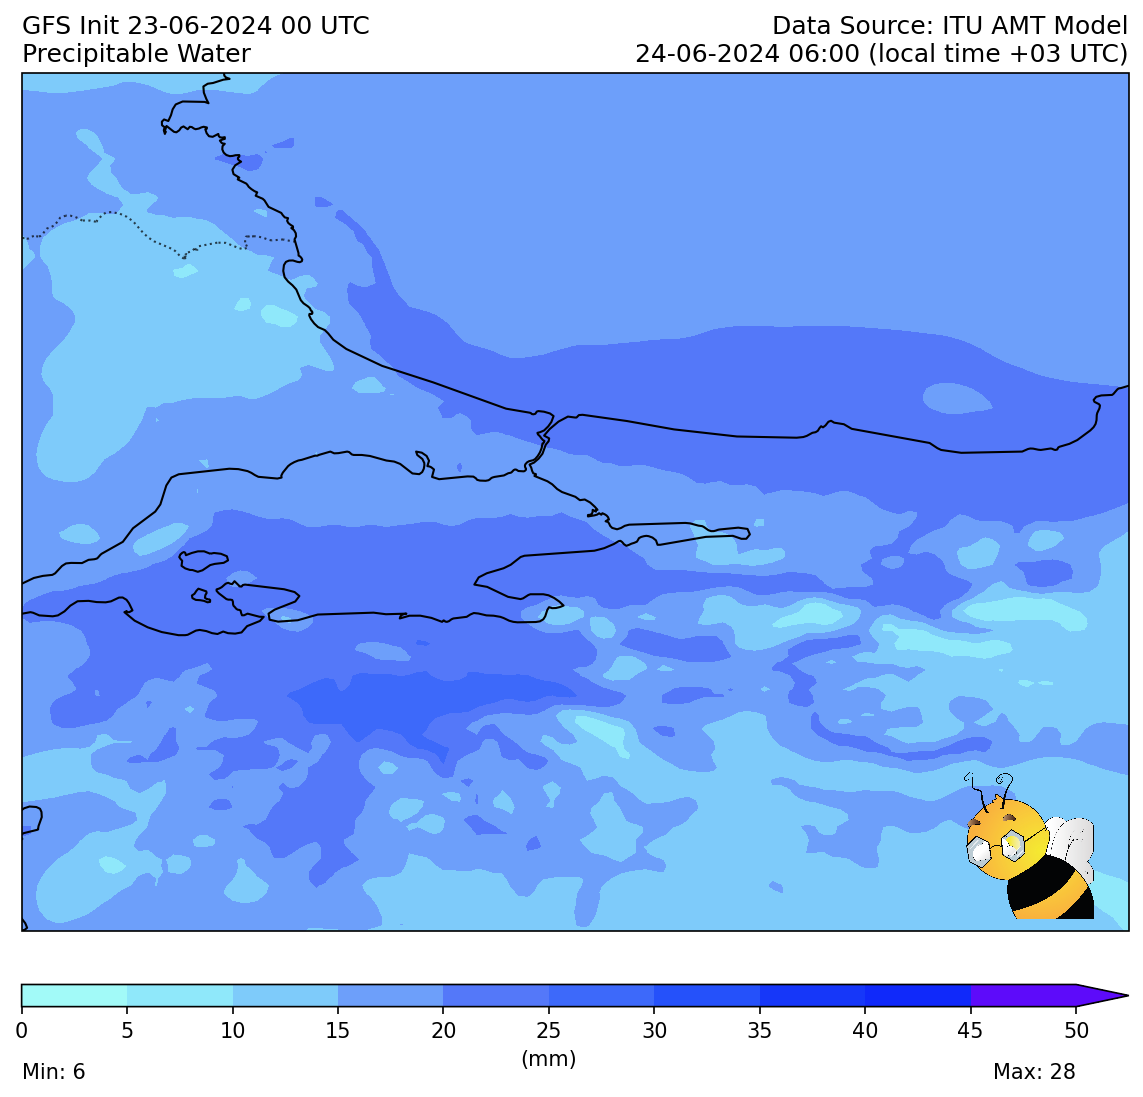 GFS Init 23-06-2024 00 UTC
Data Source: ITU AMT Model
Precipitable Water
24-06-2024 06:00 (local time +03 UTC)
0 5 10 15 20 25 30 35 40 45 50
(mm)
Min: 6
Max: 28